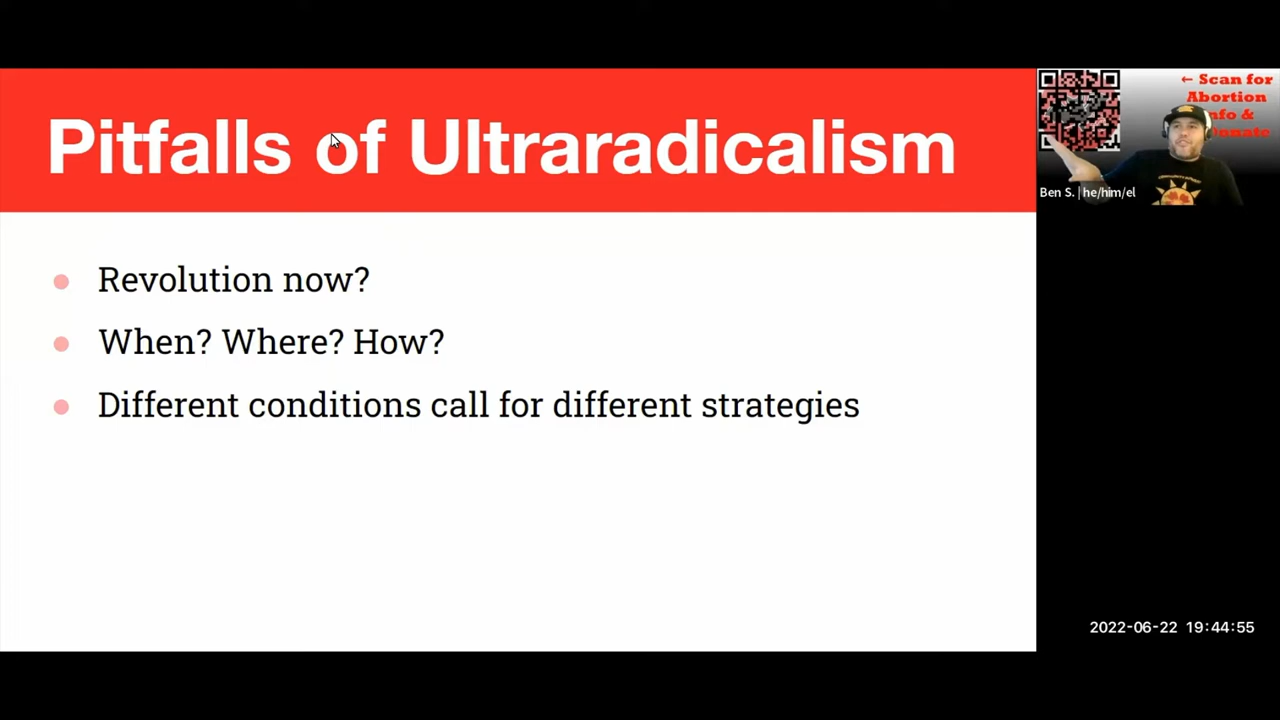 Pitfalls of Ultraradicalism
Revolution now?
When? Where? How?
Different conditions call for different strategies
← Scan for
Abortion
Info &
Donate
Ben S. | he/him/el
2022-06-22 19:44:55